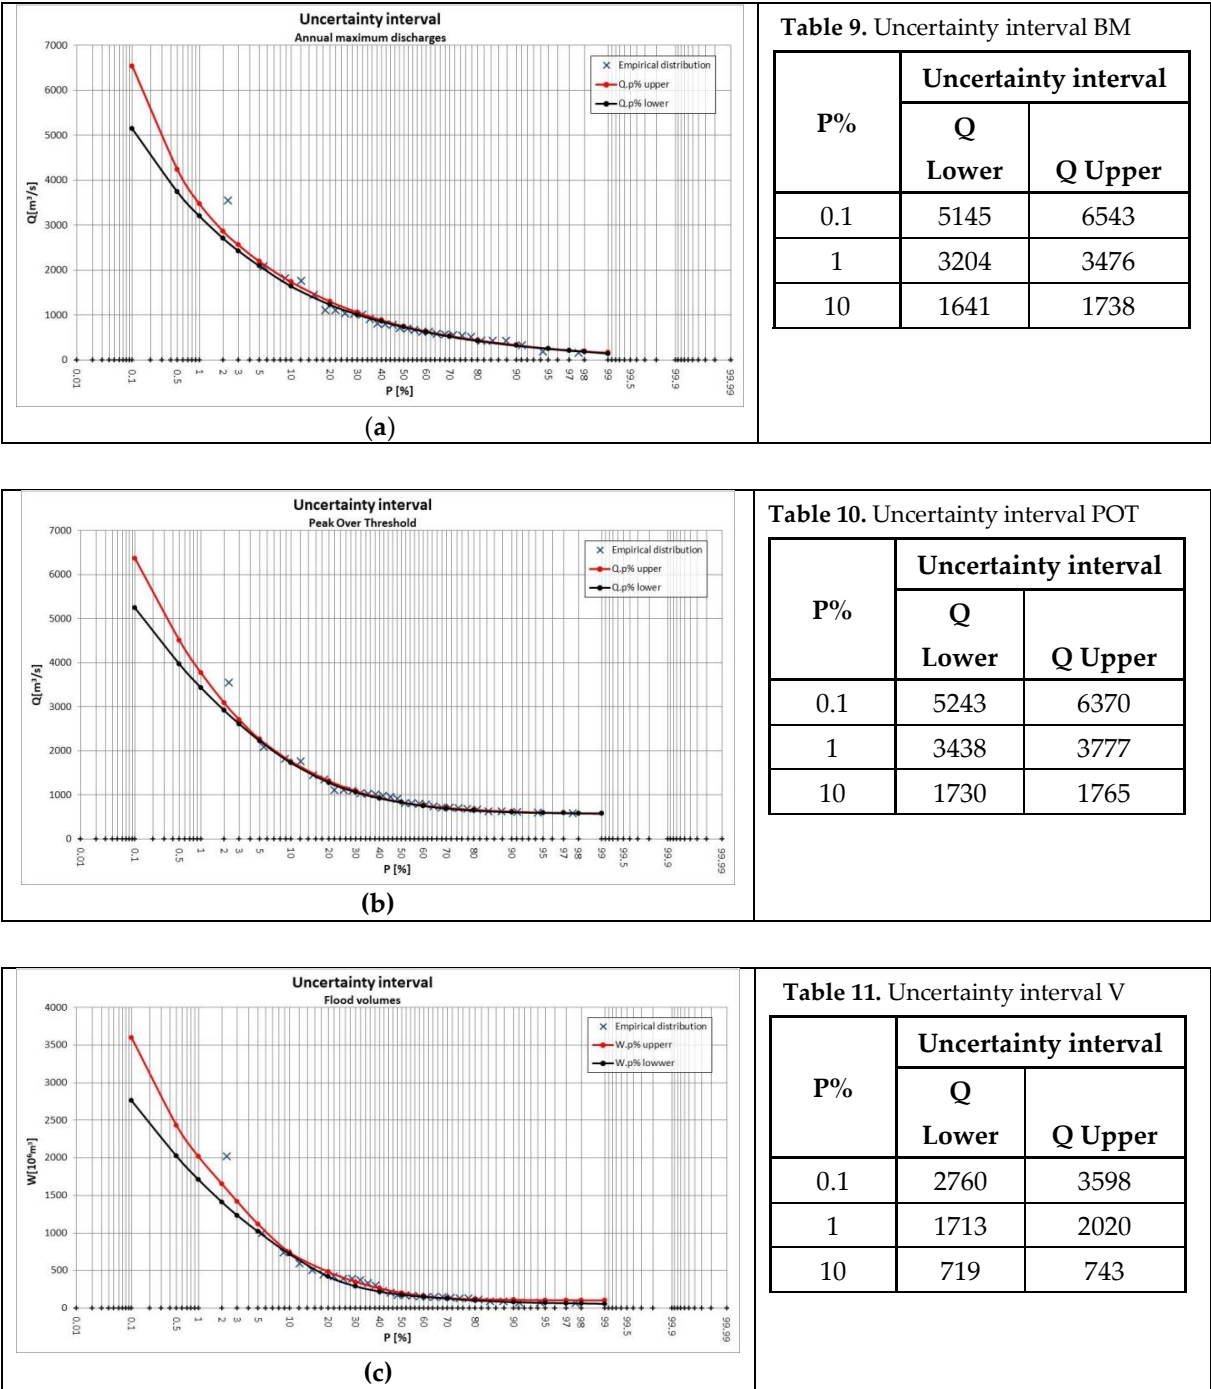 Uncertainty interval
Annual maximum discharges
Q[m³/s]
7000
6000
5000
4000
3000
2000
1000
0
Empirical distribution
Q.p% upper
Q.p% lower
0.01 0.1 0.5 1 2 3 5 10 20 30 40 50 60 70 80 90 95 97 98 99 99.5 99.9 99.99
P [%]
(a)
Table 9. Uncertainty interval BM
P% Uncertainty interval
Q Lower Q Upper
0.1 5145 6543
1 3204 3476
10 1641 1738
Uncertainty interval
Peak Over Threshold
Q[m³/s]
7000
6000
5000
4000
3000
2000
1000
0
Empirical distribution
Q.p% upper
Q.p% lower
0.01 0.1 0.5 1 2 3 5 10 20 30 40 50 60 70 80 90 95 97 98 99 99.5 99.9 99.99
P [%]
(b)
Table 10. Uncertainty interval POT
P% Uncertainty interval
Q Lower Q Upper
0.1 5243 6370
1 3438 3777
10 1730 1765
Uncertainty interval
Flood volumes
W[10⁶m³]
4000
3500
3000
2500
2000
1500
1000
500
0
Empirical distribution
W.p% upperr
W.p% lowwer
0.01 0.1 0.5 1 2 3 5 10 20 30 40 50 60 70 80 90 95 97 98 99 99.5 99.9 99.99
P [%]
(c)
Table 11. Uncertainty interval V
P% Uncertainty interval
Q Lower Q Upper
0.1 2760 3598
1 1713 2020
10 719 743